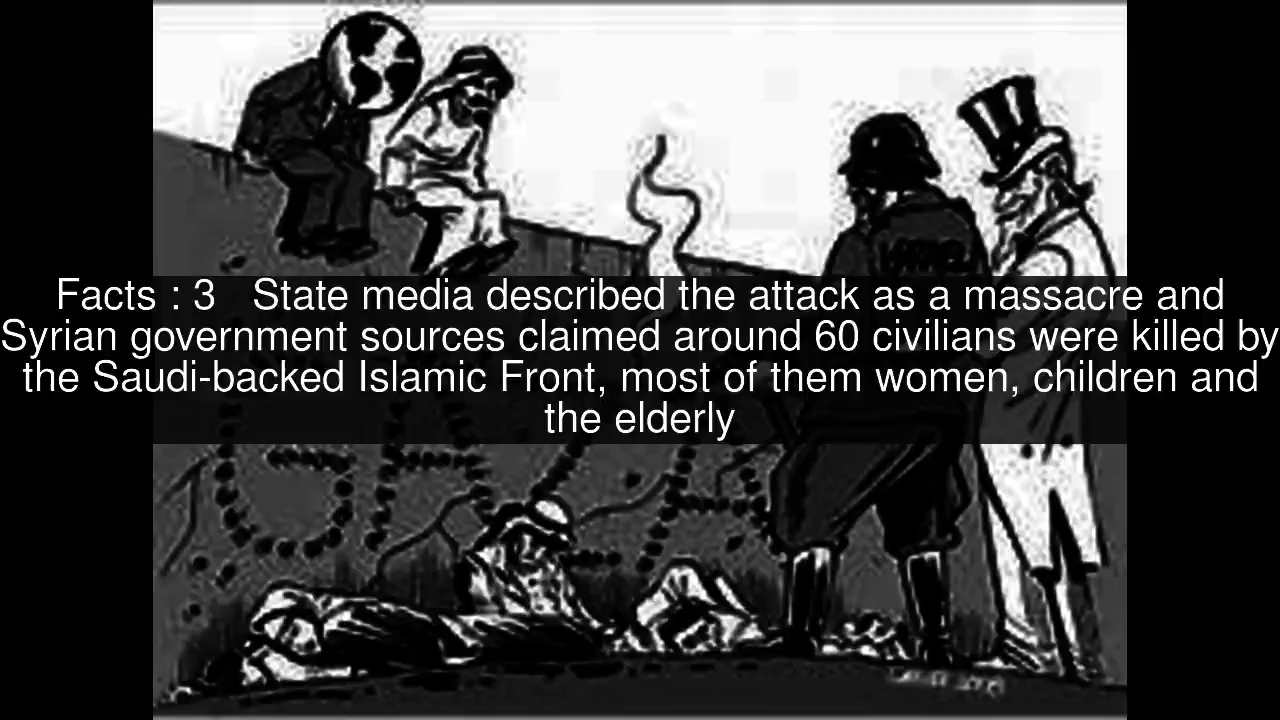 Facts : 3   State media described the attack as a massacre and
Syrian government sources claimed around 60 civilians were killed by
the Saudi-backed Islamic Front, most of them women, children and
the elderly
GAZA